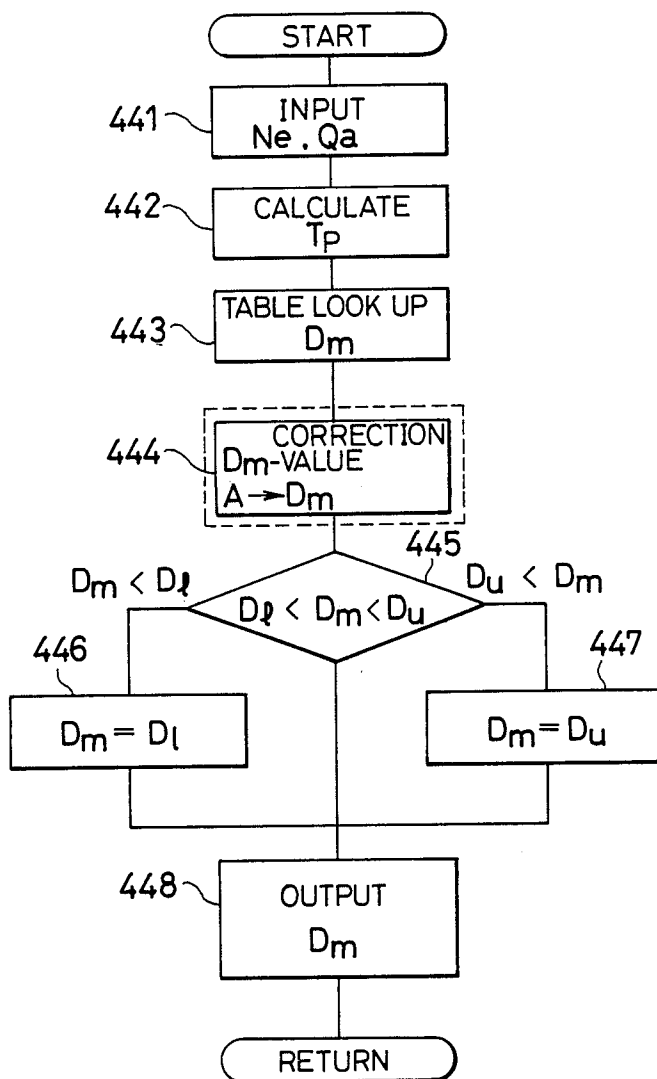 START
441
INPUT
Ne . Qa
442
CALCULATE
TP
443
TABLE LOOK UP
Dm
444
CORRECTION
Dm-VALUE
A → Dm
445
Dm < Dl
Dl < Dm < Du
Du < Dm
446
Dm = Dl
447
Dm = Du
448
OUTPUT
Dm
RETURN